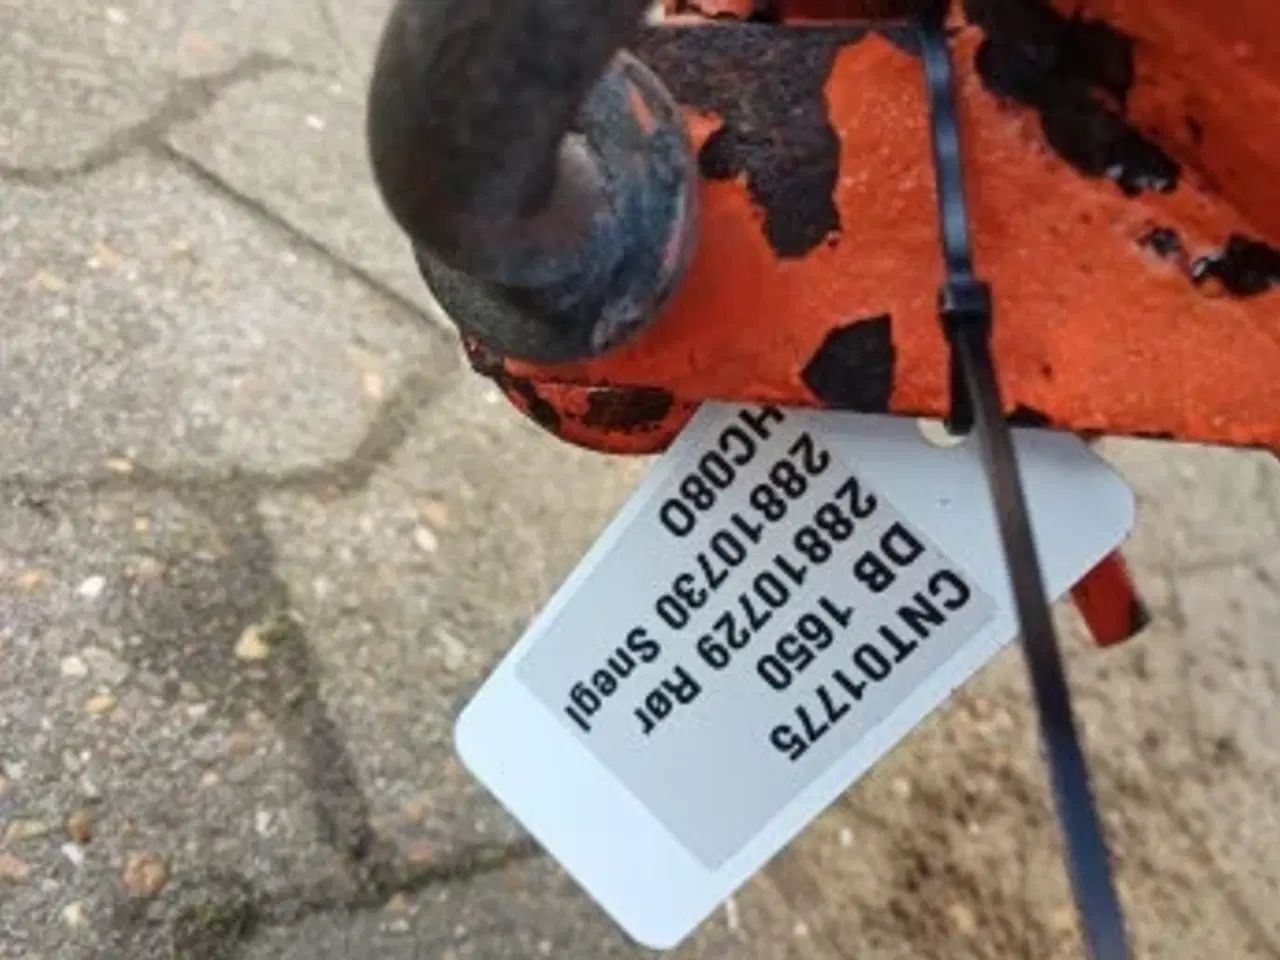 CNT01775
DB 1650
28810729 Rør
28810730 Snegl
HC080